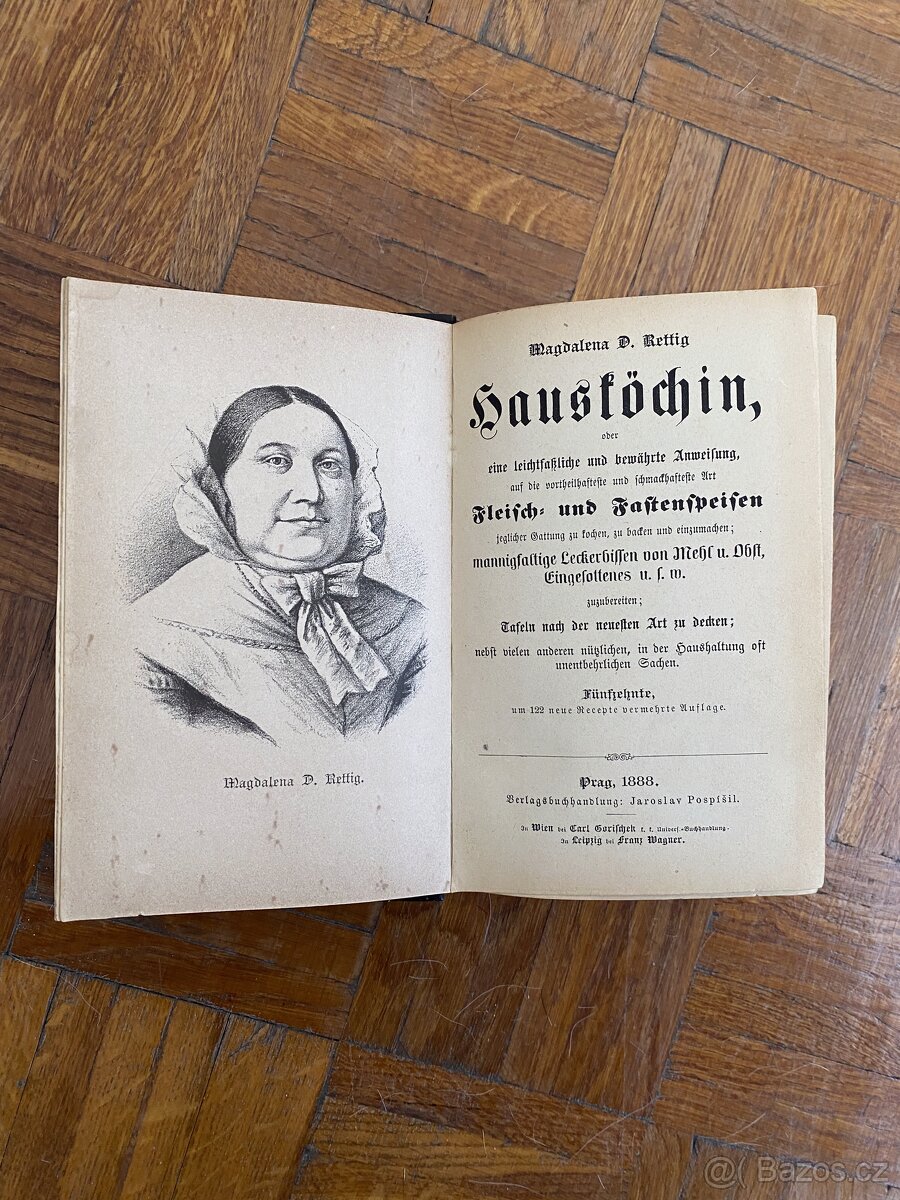 Magdalena D. Rettig.
Magdalena D. Rettig
Hausköchin,
oder
eine leichtfaßliche und bewährte Anweisung,
auf die vortheilhafteste und schmackhafteste Art
Fleisch- und Fastenspeisen
jeglicher Gattung zu kochen, zu backen und einzumachen;
mannigfaltige Leckerbissen von Mehl u. Obst,
Eingesottenes u. s. w.
zuzubereiten;
Tafeln nach der neuesten Art zu decken;
nebst vielen anderen nützlichen, in der Haushaltung oft
unentbehrlichen Sachen.
Fünfzehnte,
um 122 neue Recepte vermehrte Auflage.
Prag, 1888.
Verlagsbuchhandlung: Jaroslav Pospíšil.
In Wien bei Carl Gorischek k. k. Univers.-Buchhandlung.
In Leipzig bei Franz Wagner.
@( Bazos.cz